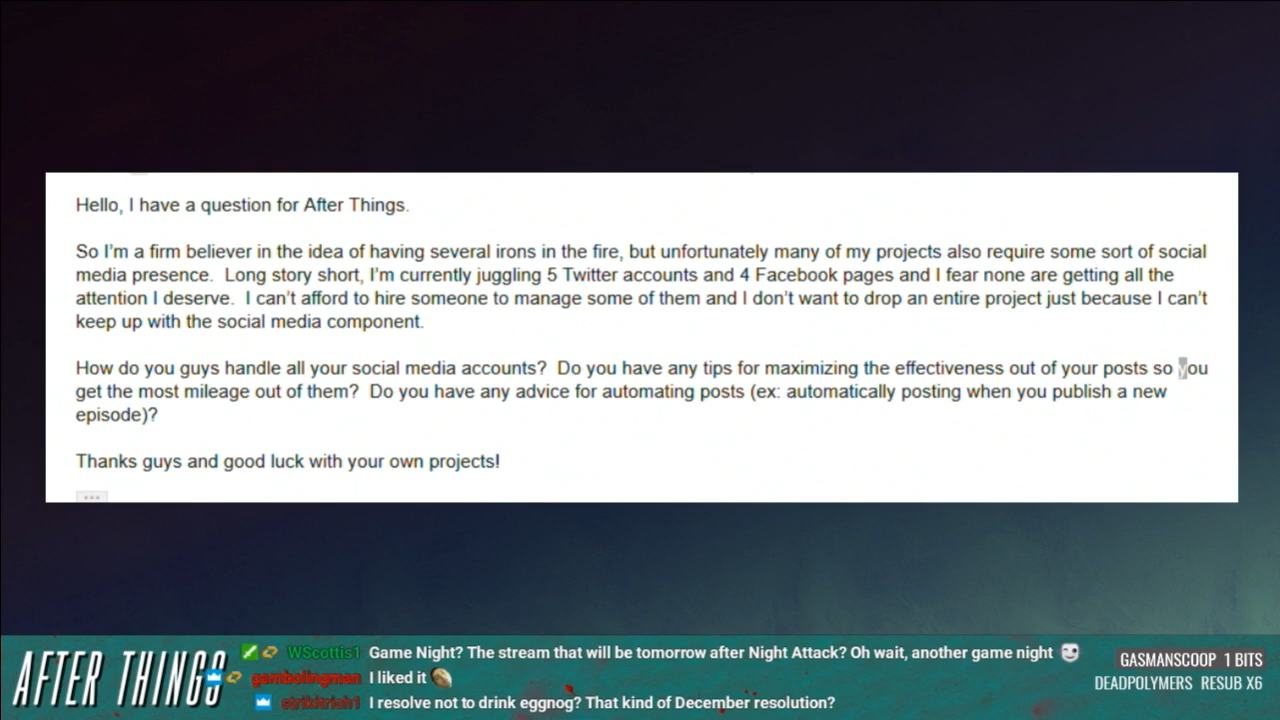 Hello, I have a question for After Things.
So I'm a firm believer in the idea of having several irons in the fire, but unfortunately many of my projects also require some sort of social
media presence.  Long story short, I'm currently juggling 5 Twitter accounts and 4 Facebook pages and I fear none are getting all the
attention I deserve.  I can't afford to hire someone to manage some of them and I don't want to drop an entire project just because I can't
keep up with the social media component.
How do you guys handle all your social media accounts?  Do you have any tips for maximizing the effectiveness out of your posts so you
get the most mileage out of them?  Do you have any advice for automating posts (ex: automatically posting when you publish a new
episode)?
Thanks guys and good luck with your own projects!
AFTER THINGS
WScottis1 Game Night? The stream that will be tomorrow after Night Attack? Oh wait, another game night
gambolingman I liked it
I resolve not to drink eggnog? That kind of December resolution?
GASMANSCOOP 1 BITS
DEADPOLYMERS RESUB X6